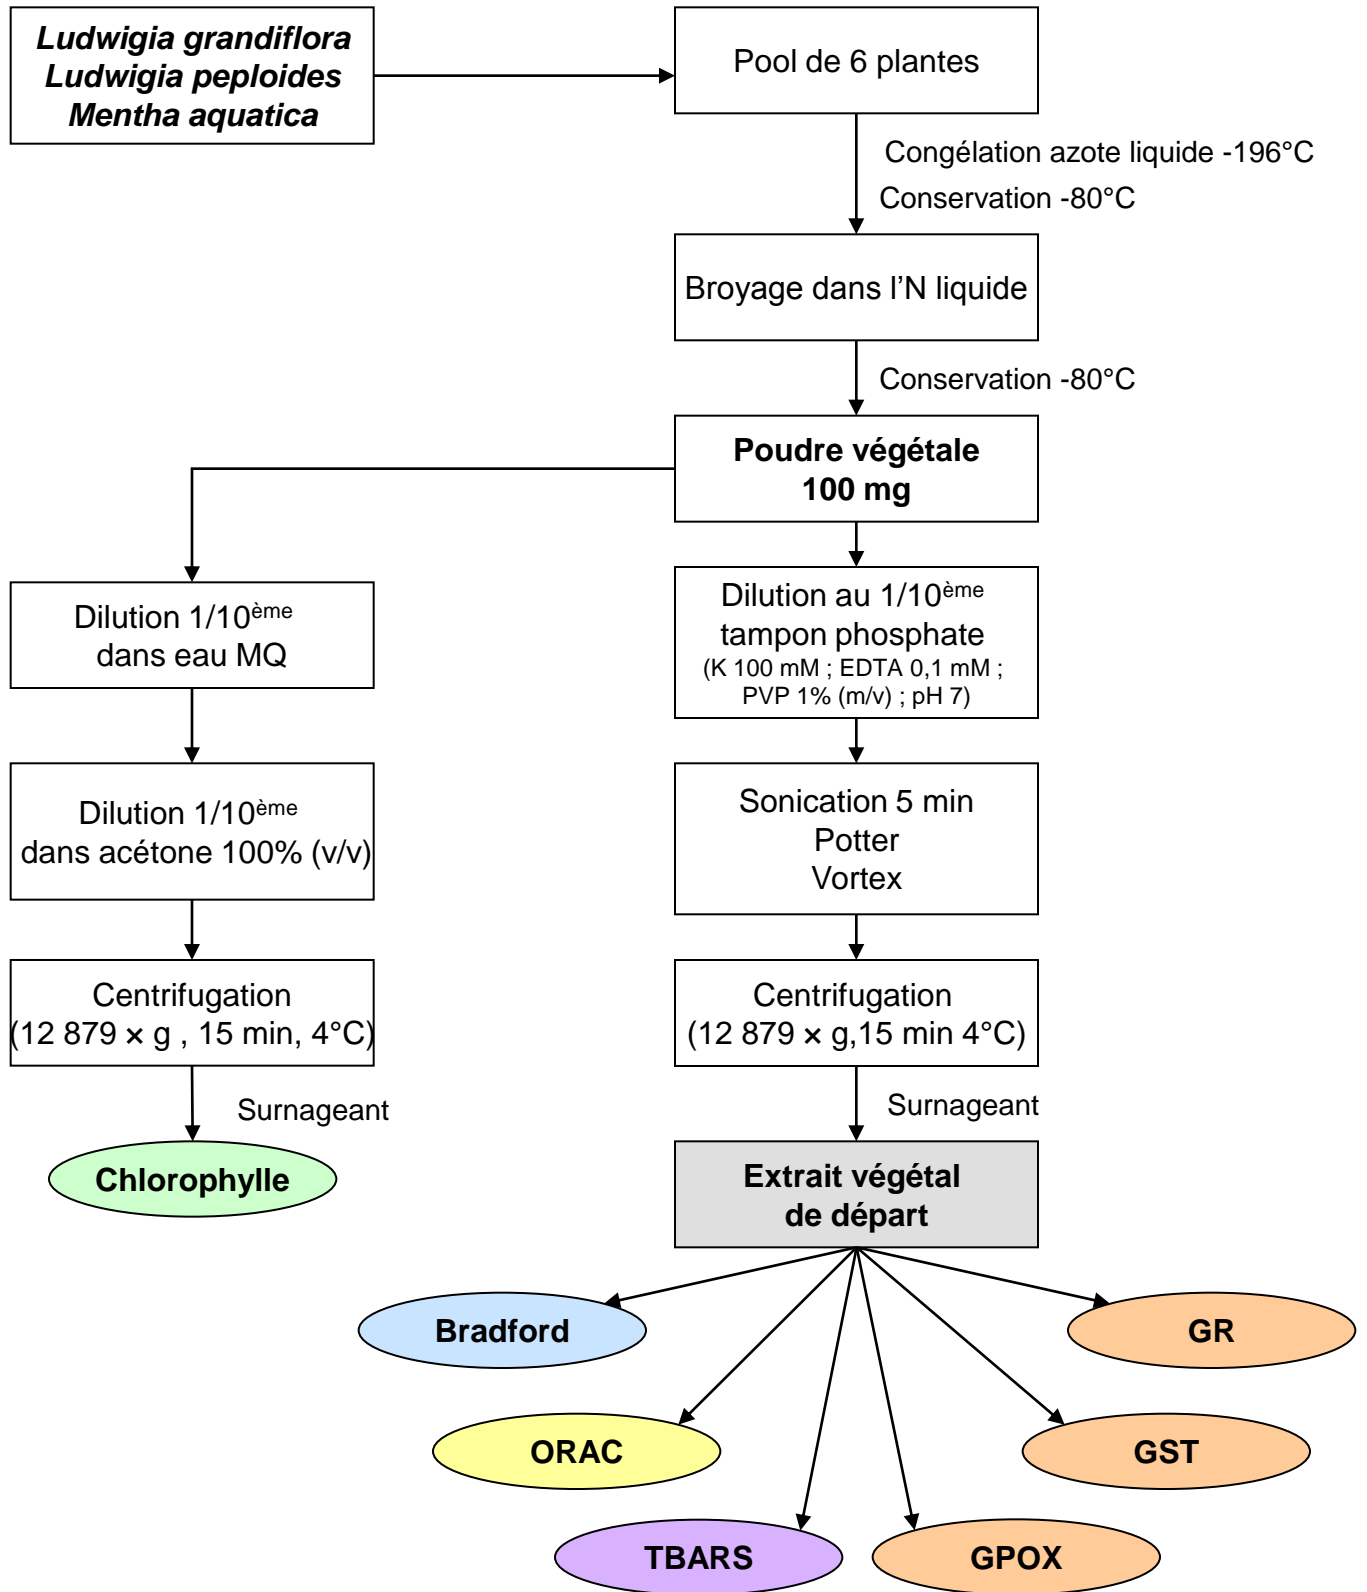 Ludwigia grandiflora
Ludwigia peploides
Mentha aquatica
Pool de 6 plantes
Congélation azote liquide -196°C
Conservation -80°C
Broyage dans l’N liquide
Conservation -80°C
Poudre végétale
100 mg
Dilution 1/10ème
dans eau MQ
Dilution au 1/10ème
tampon phosphate
(K 100 mM ; EDTA 0,1 mM ;
PVP 1% (m/v) ; pH 7)
Dilution 1/10ème
dans acétone 100% (v/v)
Sonication 5 min
Potter
Vortex
Centrifugation
(12 879 × g , 15 min, 4°C)
Centrifugation
(12 879 × g,15 min 4°C)
Surnageant
Surnageant
Chlorophylle
Extrait végétal
de départ
Bradford
GR
ORAC
GST
TBARS
GPOX